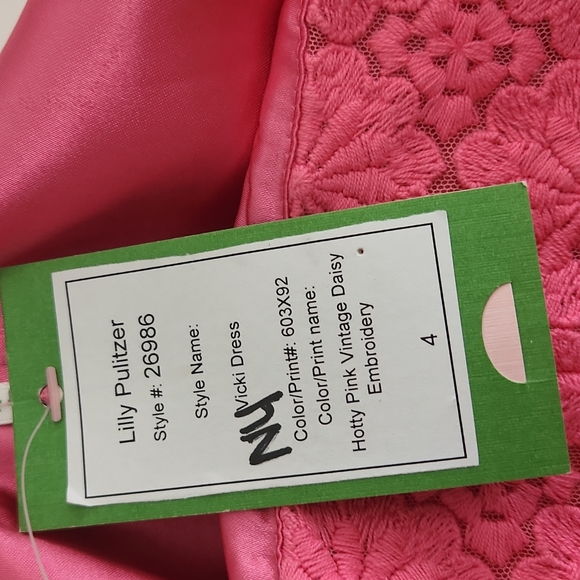 Lilly Pulitzer
Style #: 26986
Style Name:
Vicki Dress
Color/Print#: 603X92
Color/Print name:
Hotty Pink Vintage Daisy
Embroidery
4